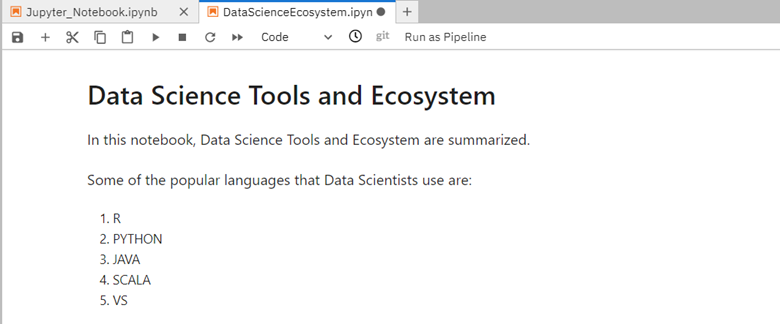 Jupyter_Notebook.ipynb
DataScienceEcosystem.ipyn
Code
git
Run as Pipeline
Data Science Tools and Ecosystem
In this notebook, Data Science Tools and Ecosystem are summarized.
Some of the popular languages that Data Scientists use are:
1. R
2. PYTHON
3. JAVA
4. SCALA
5. VS